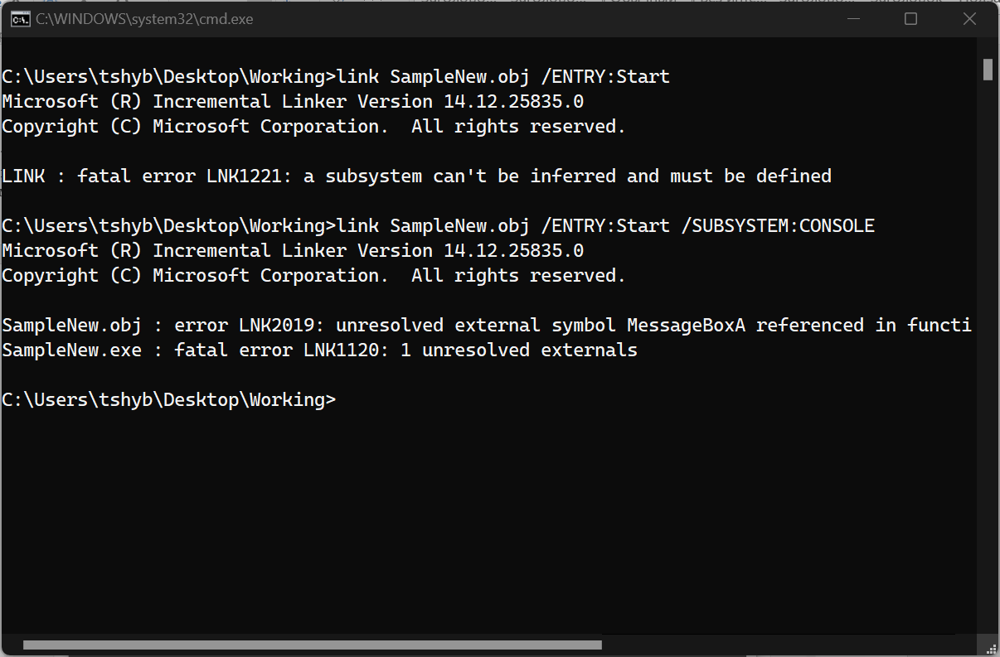 C:\WINDOWS\system32\cmd.exe
C:\Users\tshyb\Desktop\Working>link SampleNew.obj /ENTRY:Start
Microsoft (R) Incremental Linker Version 14.12.25835.0
Copyright (C) Microsoft Corporation.  All rights reserved.
LINK : fatal error LNK1221: a subsystem can't be inferred and must be defined
C:\Users\tshyb\Desktop\Working>link SampleNew.obj /ENTRY:Start /SUBSYSTEM:CONSOLE
Microsoft (R) Incremental Linker Version 14.12.25835.0
Copyright (C) Microsoft Corporation.  All rights reserved.
SampleNew.obj : error LNK2019: unresolved external symbol MessageBoxA referenced in functi
SampleNew.exe : fatal error LNK1120: 1 unresolved externals
C:\Users\tshyb\Desktop\Working>